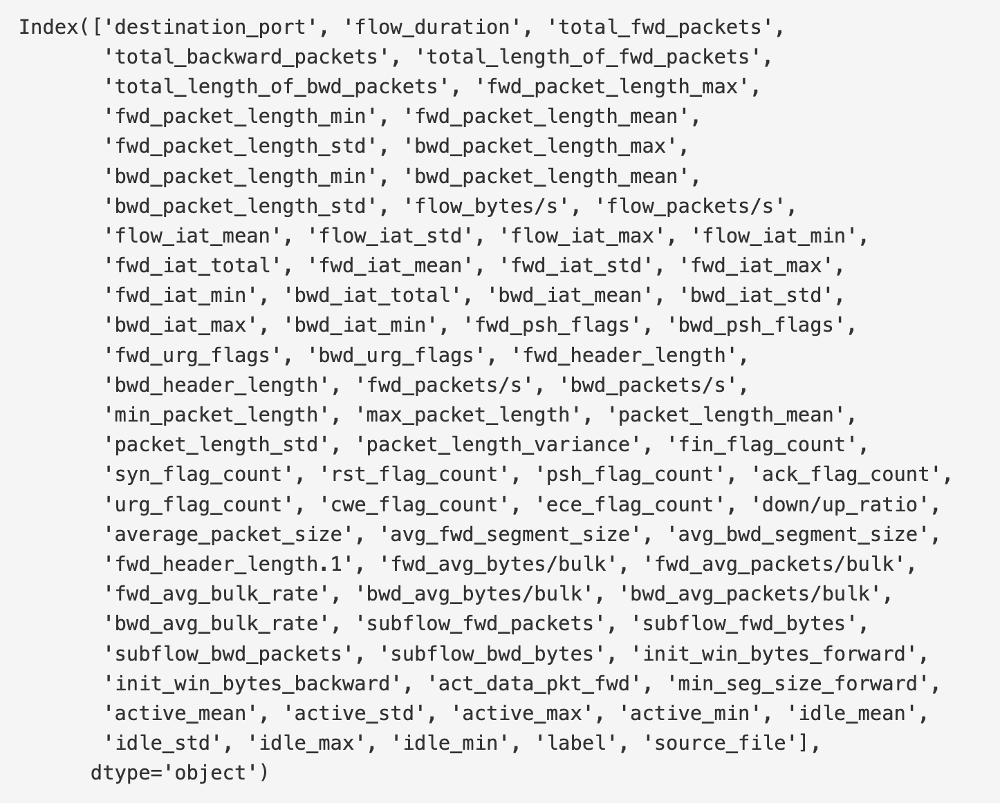 Index(['destination_port', 'flow_duration', 'total_fwd_packets',
       'total_backward_packets', 'total_length_of_fwd_packets',
       'total_length_of_bwd_packets', 'fwd_packet_length_max',
       'fwd_packet_length_min', 'fwd_packet_length_mean',
       'fwd_packet_length_std', 'bwd_packet_length_max',
       'bwd_packet_length_min', 'bwd_packet_length_mean',
       'bwd_packet_length_std', 'flow_bytes/s', 'flow_packets/s',
       'flow_iat_mean', 'flow_iat_std', 'flow_iat_max', 'flow_iat_min',
       'fwd_iat_total', 'fwd_iat_mean', 'fwd_iat_std', 'fwd_iat_max',
       'fwd_iat_min', 'bwd_iat_total', 'bwd_iat_mean', 'bwd_iat_std',
       'bwd_iat_max', 'bwd_iat_min', 'fwd_psh_flags', 'bwd_psh_flags',
       'fwd_urg_flags', 'bwd_urg_flags', 'fwd_header_length',
       'bwd_header_length', 'fwd_packets/s', 'bwd_packets/s',
       'min_packet_length', 'max_packet_length', 'packet_length_mean',
       'packet_length_std', 'packet_length_variance', 'fin_flag_count',
       'syn_flag_count', 'rst_flag_count', 'psh_flag_count', 'ack_flag_count',
       'urg_flag_count', 'cwe_flag_count', 'ece_flag_count', 'down/up_ratio',
       'average_packet_size', 'avg_fwd_segment_size', 'avg_bwd_segment_size',
       'fwd_header_length.1', 'fwd_avg_bytes/bulk', 'fwd_avg_packets/bulk',
       'fwd_avg_bulk_rate', 'bwd_avg_bytes/bulk', 'bwd_avg_packets/bulk',
       'bwd_avg_bulk_rate', 'subflow_fwd_packets', 'subflow_fwd_bytes',
       'subflow_bwd_packets', 'subflow_bwd_bytes', 'init_win_bytes_forward',
       'init_win_bytes_backward', 'act_data_pkt_fwd', 'min_seg_size_forward',
       'active_mean', 'active_std', 'active_max', 'active_min', 'idle_mean',
       'idle_std', 'idle_max', 'idle_min', 'label', 'source_file'],
      dtype='object')